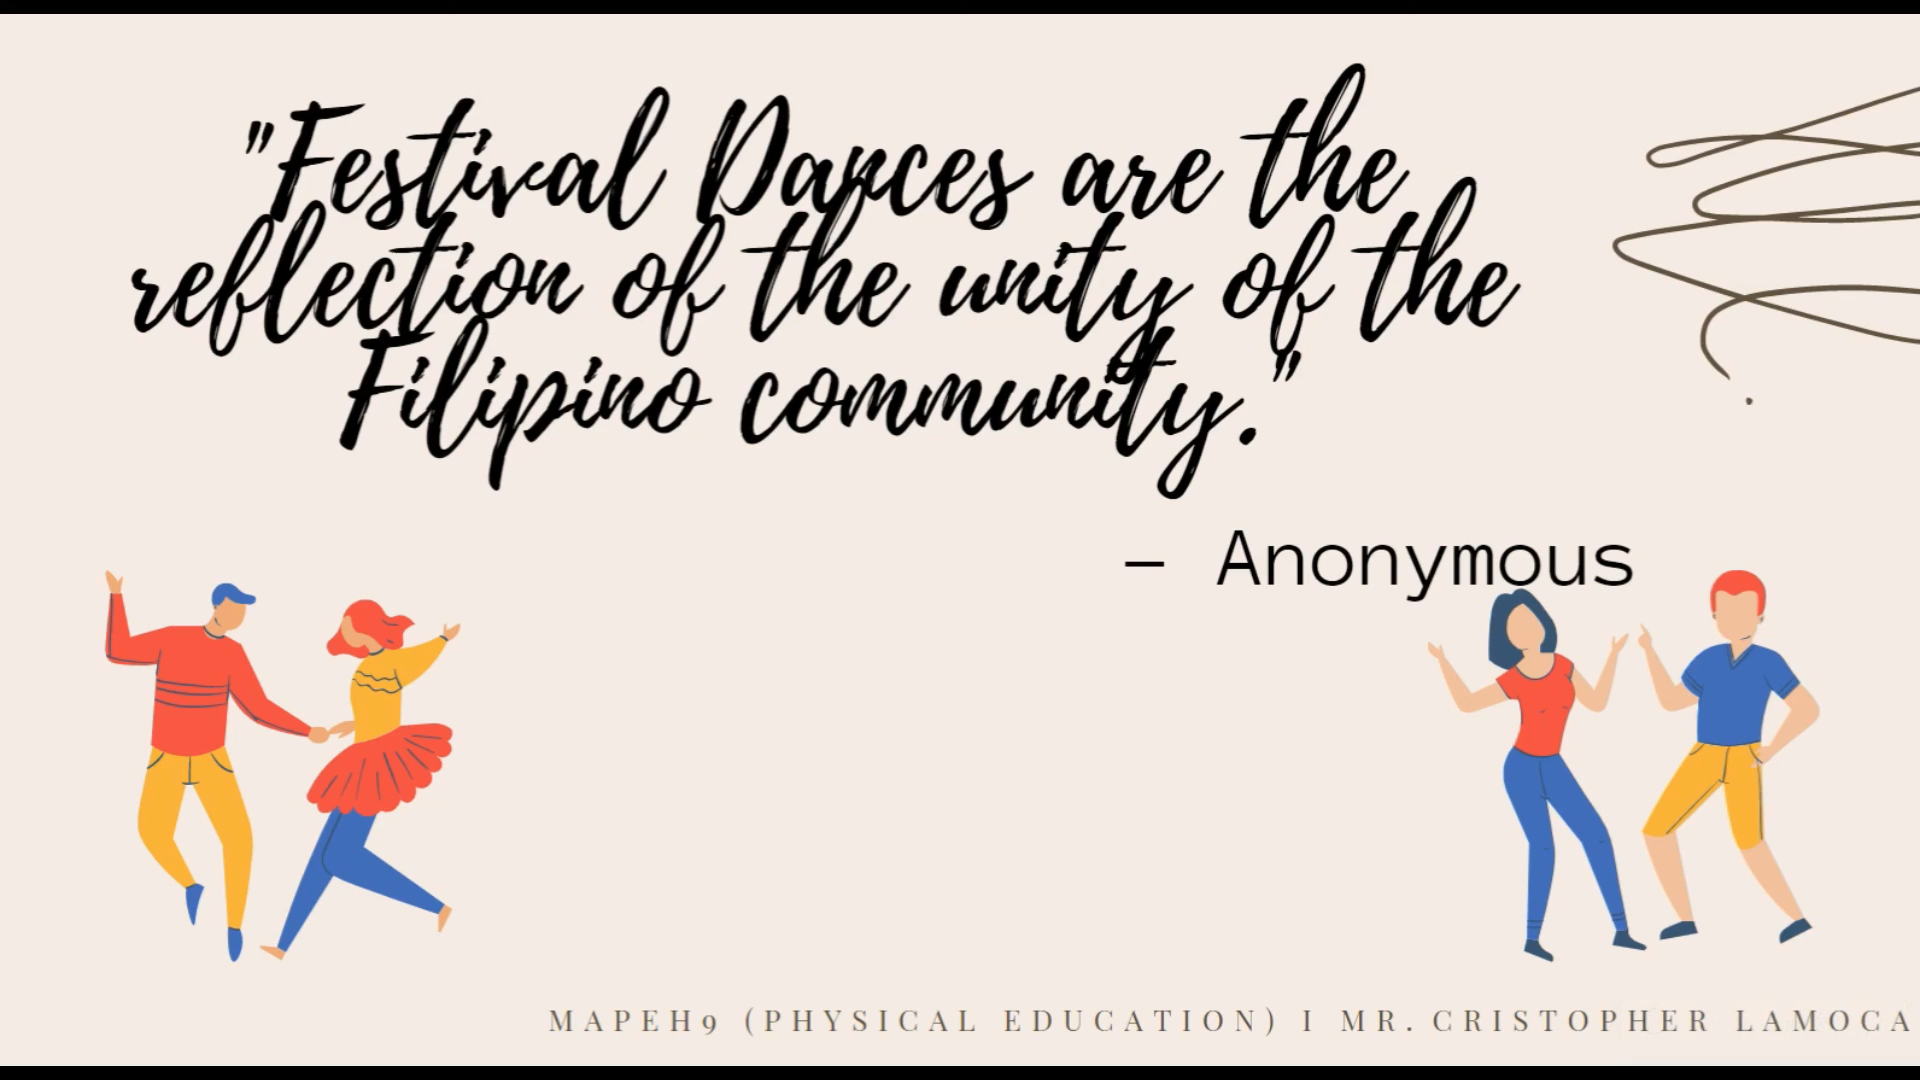 "Festival Dances are the
reflection of the unity of the
Filipino community."
– Anonymous
MAPEH9 (PHYSICAL EDUCATION) I MR. CRISTOPHER LAMOCA